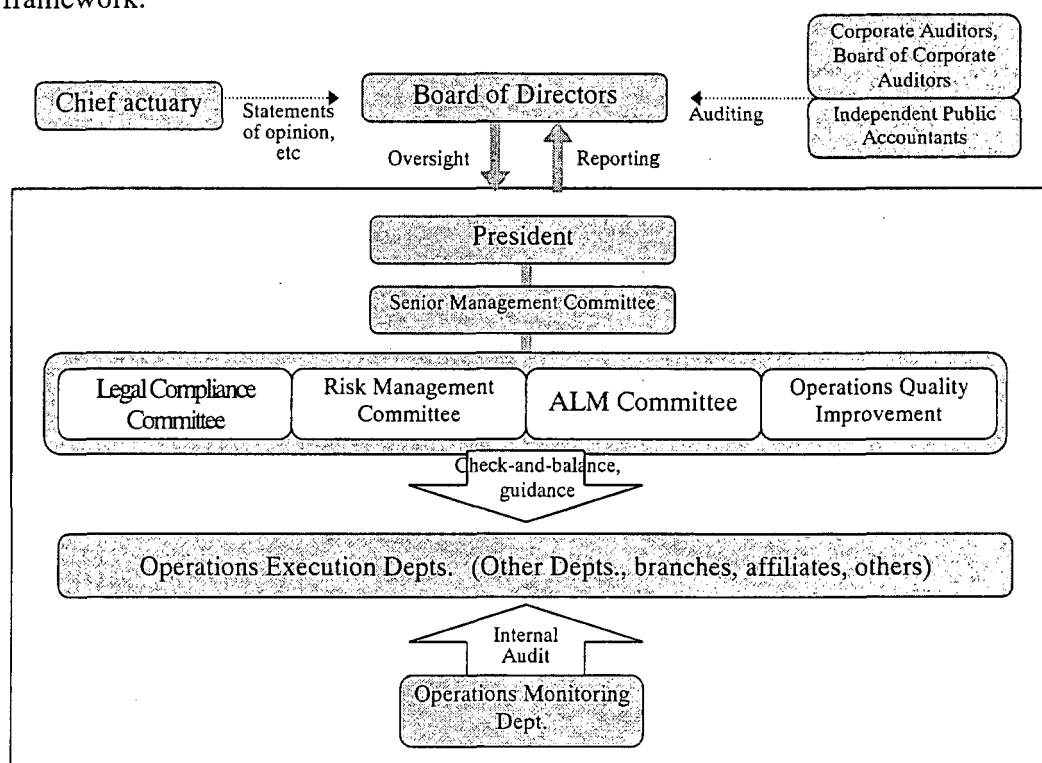 framework.
Corporate Auditors,
Board of Corporate
Auditors
Chief actuary
Statements
of opinion,
etc
Board of Directors
Auditing
Independent Public
Accountants
Oversight
Reporting
President
Senior Management Committee
Legal Compliance
Committee
Risk Management
Committee
ALM Committee
Operations Quality
Improvement
Check-and-balance,
guidance
Operations Execution Depts. (Other Depts., branches, affiliates, others)
Internal
Audit
Operations Monitoring
Dept.